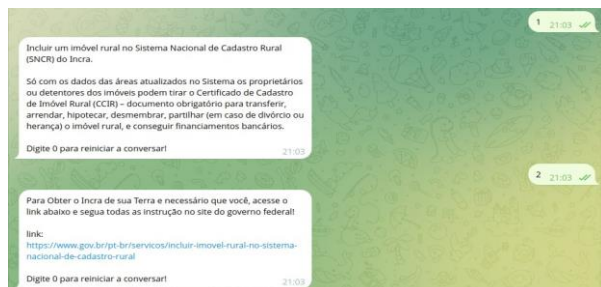 1 21:03
Incluir um imóvel rural no Sistema Nacional de Cadastro Rural
(SNCR) do Incra.
Só com os dados das áreas atualizados no Sistema os proprietários
ou detentores dos imóveis podem tirar o Certificado de Cadastro
de Imóvel Rural (CCIR) – documento obrigatório para transferir,
arrendar, hipotecar, desmembrar, partilhar (em caso de divórcio ou
herança) o imóvel rural, e conseguir financiamentos bancários.
Digite 0 para reiniciar a conversar!
21:03
2 21:03
Para Obter o Incra de sua Terra e necessário que você, acesse o
link abaixo e segua todas as instrução no site do governo federal!
link:
https://www.gov.br/pt-br/servicos/incluir-imovel-rural-no-sistema-
nacional-de-cadastro-rural
Digite 0 para reiniciar a conversar!
21:03